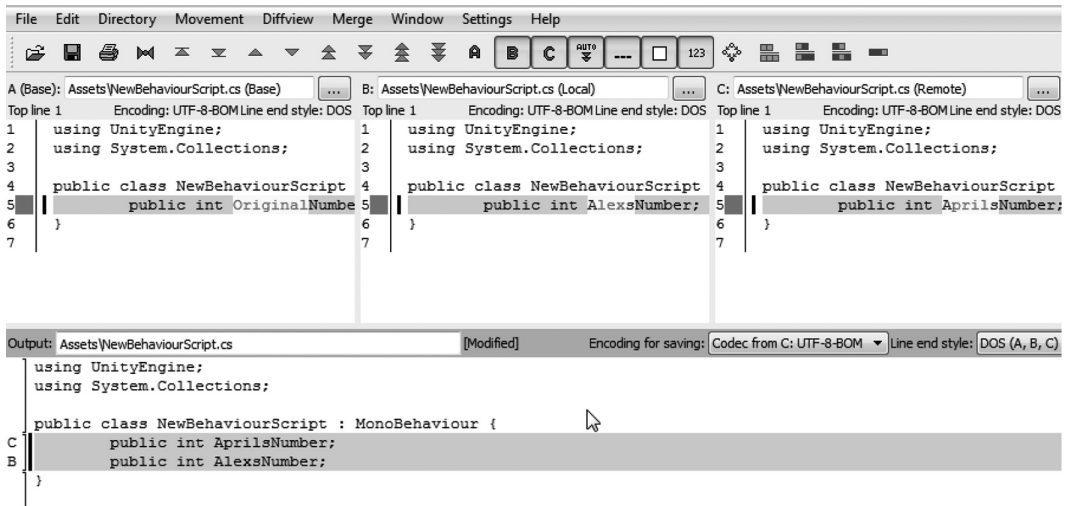 File Edit Directory Movement Diffview Merge Window Settings Help
A B C AUTO 123
A (Base): Assets\NewBehaviourScript.cs (Base) ... B: Assets\NewBehaviourScript.cs (Local) ... C: Assets\NewBehaviourScript.cs (Remote) ...
Top line 1 Encoding: UTF-8-BOM Line end style: DOS Top line 1 Encoding: UTF-8-BOM Line end style: DOS Top line 1 Encoding: UTF-8-BOM Line end style: DOS
1 using UnityEngine; 1 using UnityEngine; 1 using UnityEngine;
2 using System.Collections; 2 using System.Collections; 2 using System.Collections;
3 3 3
4 public class NewBehaviourScript 4 public class NewBehaviourScript 4 public class NewBehaviourScript
5 public int OriginalNumbe 5 public int AlexsNumber; 5 public int AprilsNumber;
6 } 6 } 6 }
7 7 7
Output: Assets\NewBehaviourScript.cs [Modified] Encoding for saving: Codec from C: UTF-8-BOM Line end style: DOS (A, B, C)
using UnityEngine;
using System.Collections;
public class NewBehaviourScript : MonoBehaviour {
C public int AprilsNumber;
B public int AlexsNumber;
}